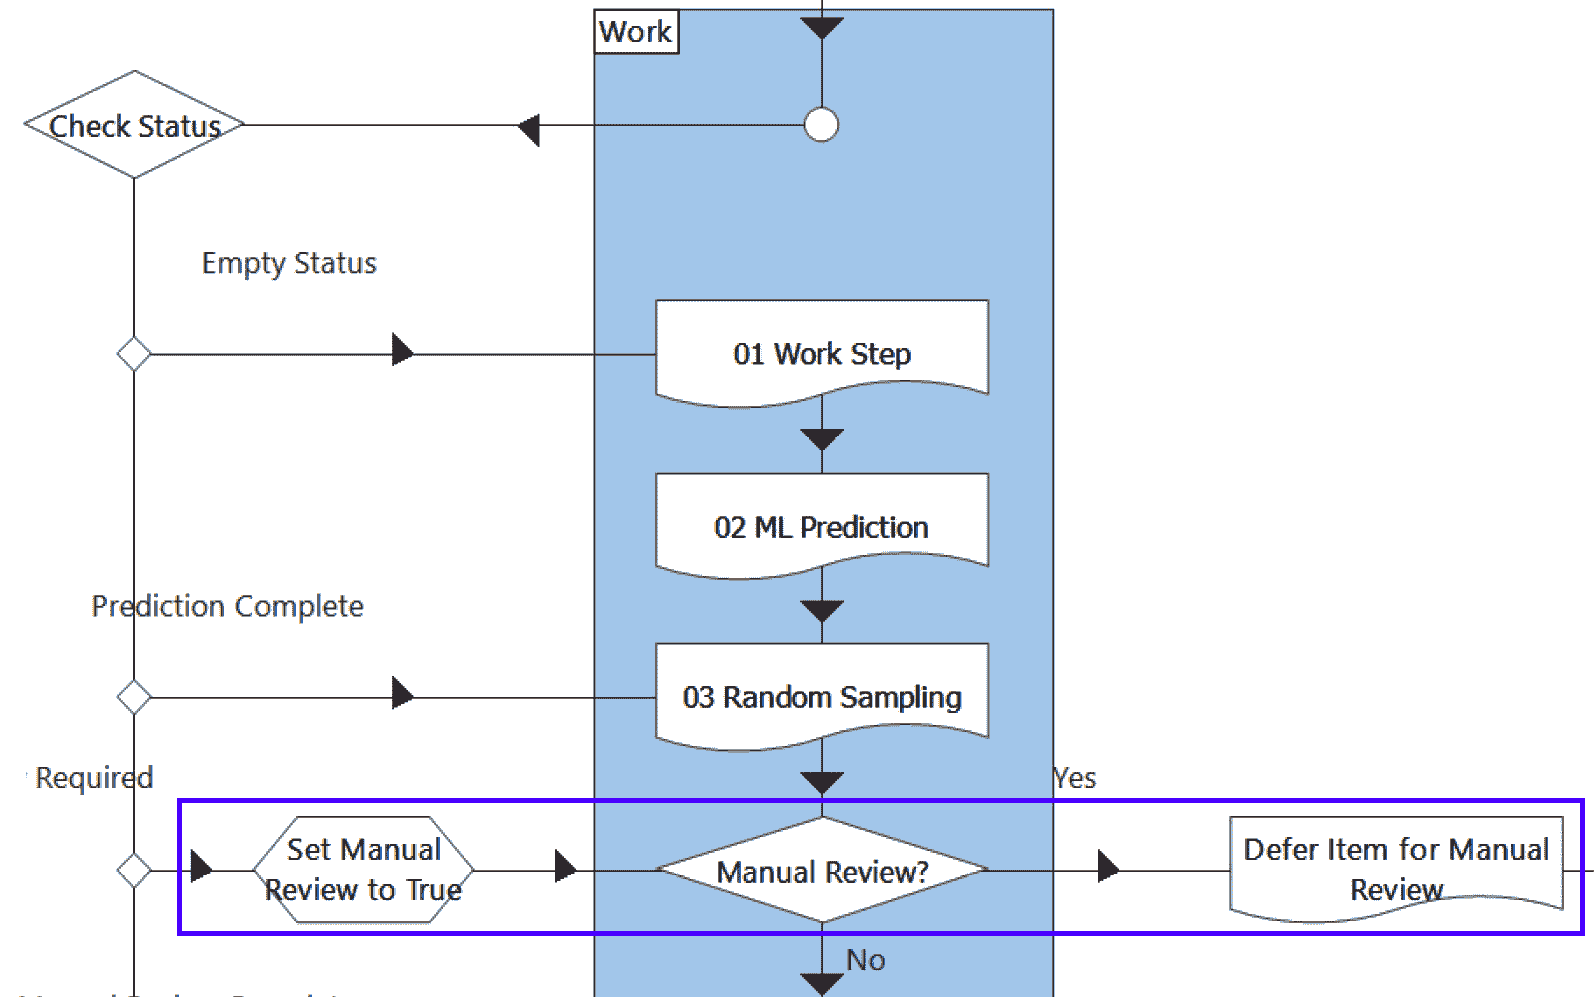 Work
Check Status
Empty Status
01 Work Step
02 ML Prediction
Prediction Complete
03 Random Sampling
Required
Yes
Set Manual
Review to True
Manual Review?
Defer Item for Manual
Review
No